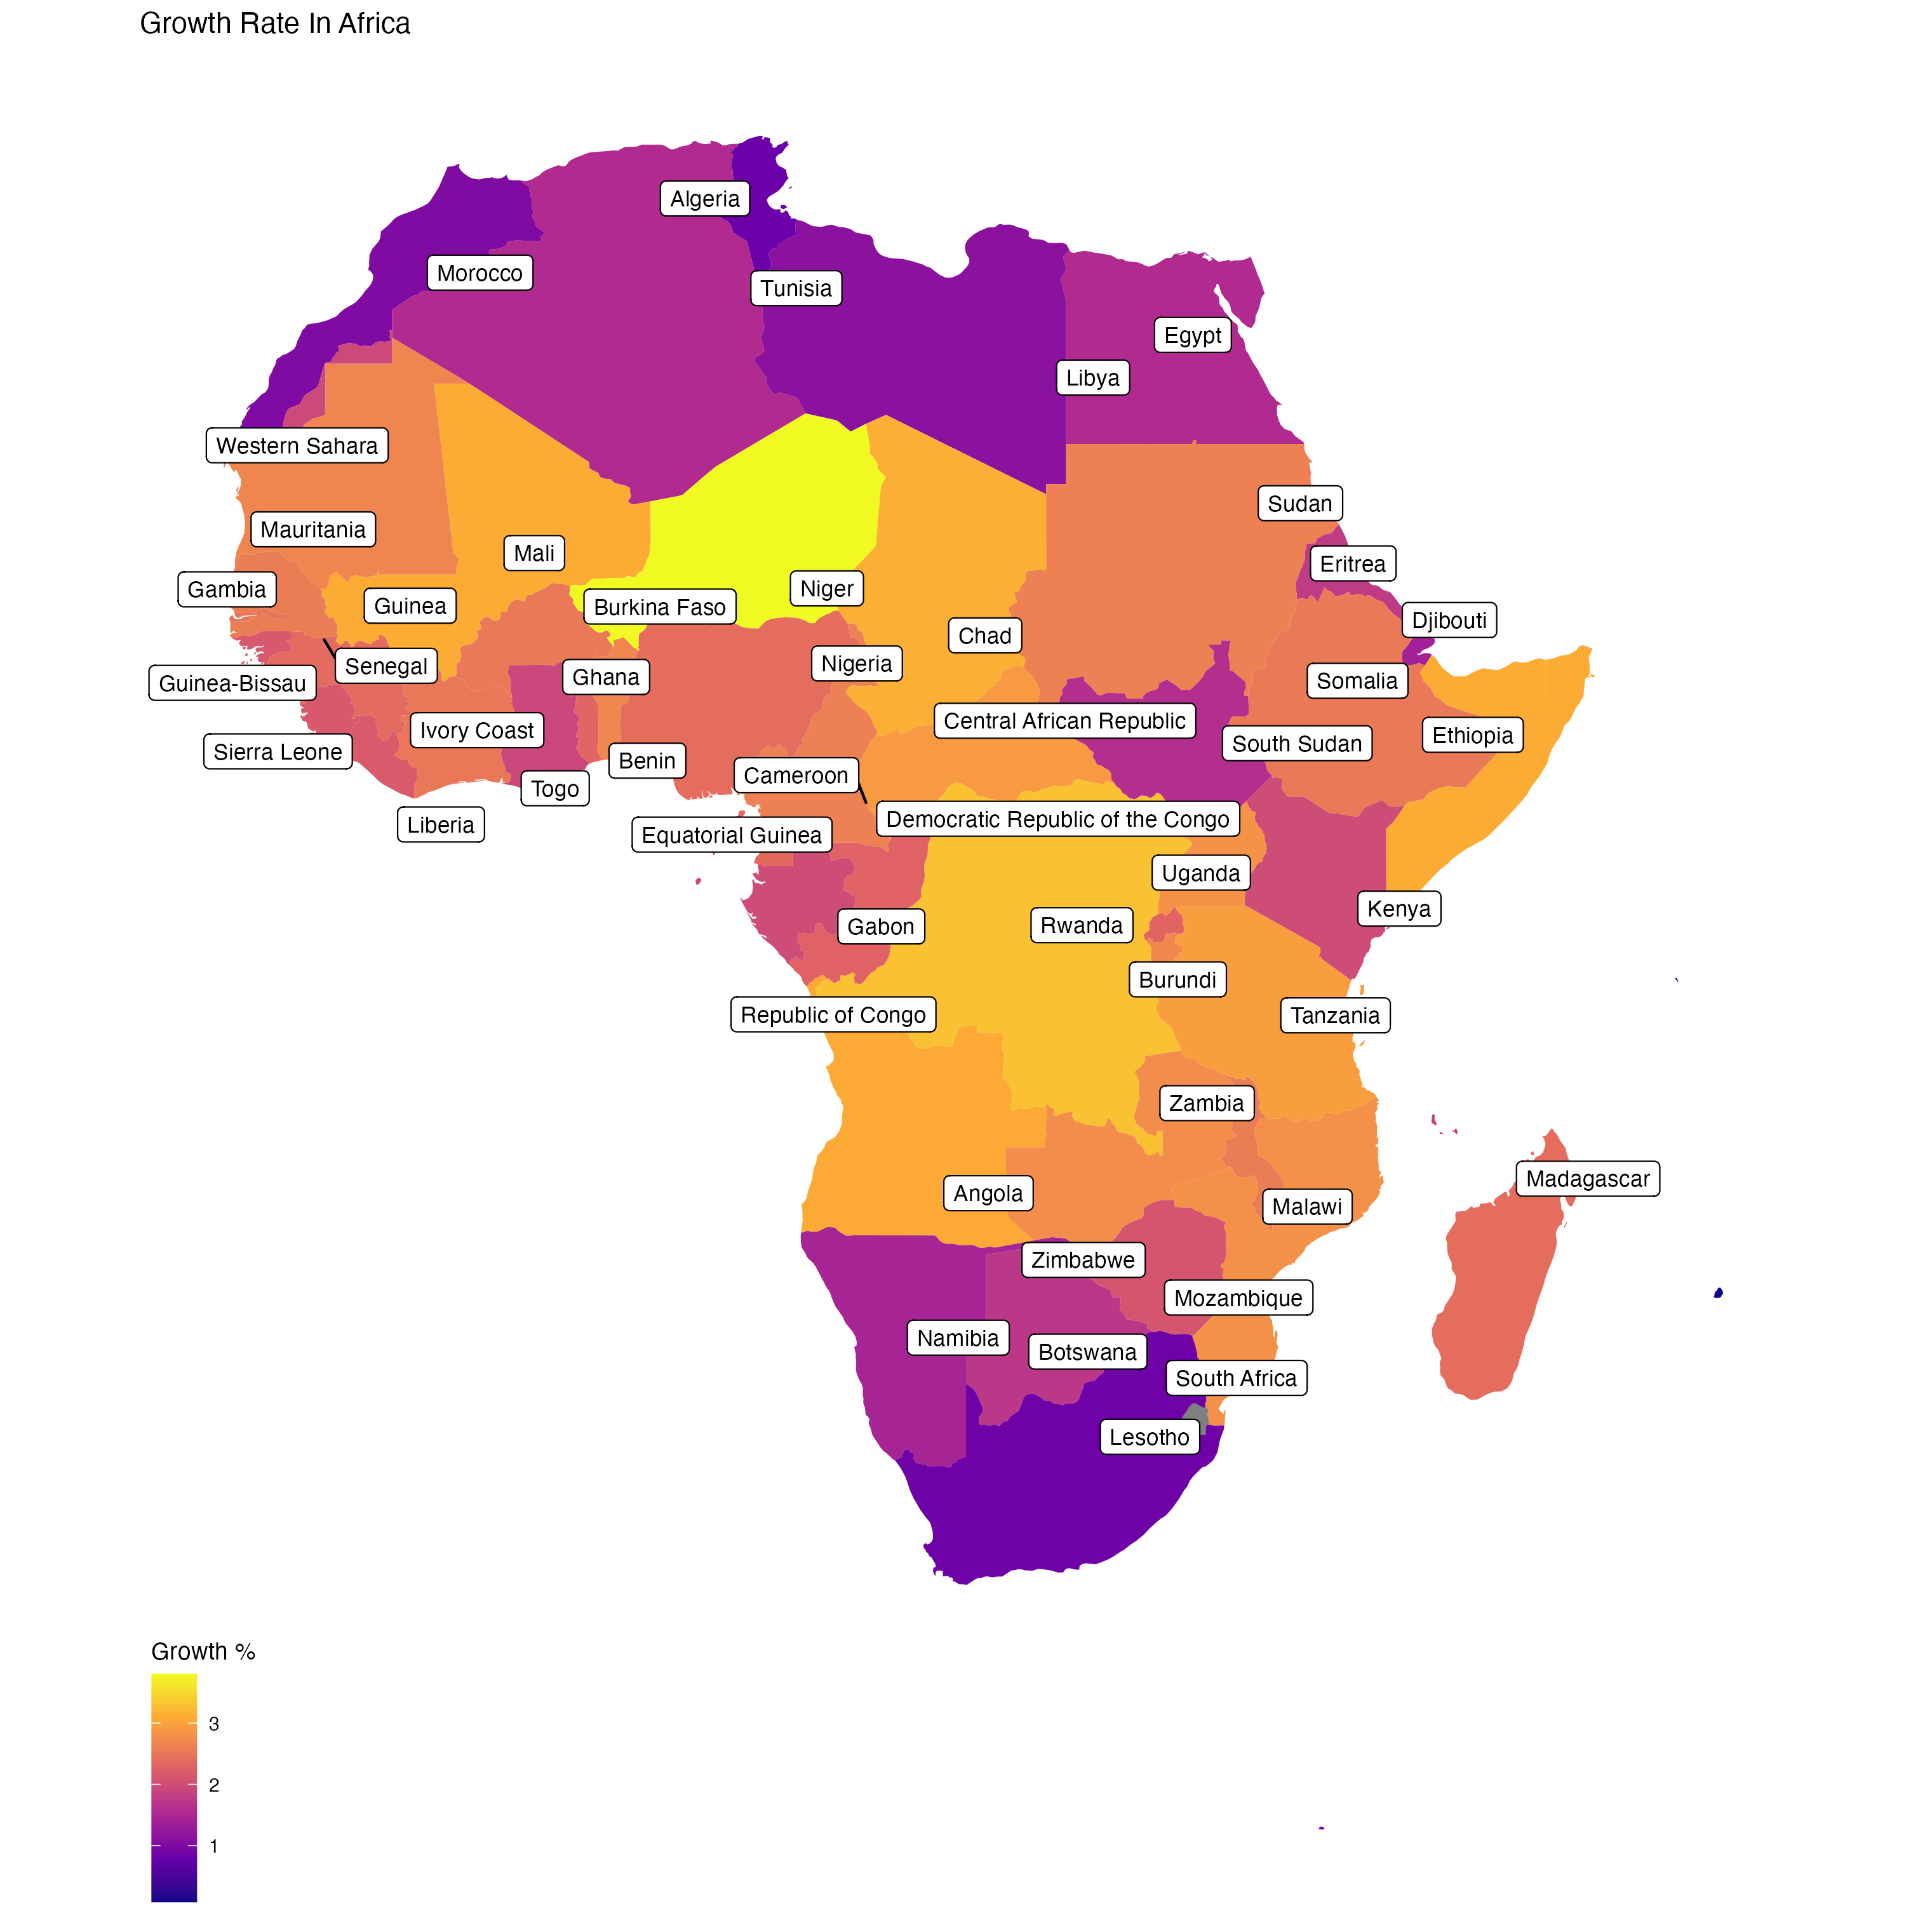 Growth Rate In Africa
Algeria
Morocco
Tunisia
Egypt
Libya
Western Sahara
Sudan
Mauritania
Mali
Eritrea
Gambia
Niger
Guinea
Burkina Faso
Djibouti
Chad
Nigeria
Senegal
Ghana
Somalia
Guinea-Bissau
Central African Republic
Ivory Coast
Ethiopia
South Sudan
Sierra Leone
Benin
Cameroon
Togo
Democratic Republic of the Congo
Liberia
Equatorial Guinea
Uganda
Kenya
Rwanda
Gabon
Burundi
Republic of Congo
Tanzania
Zambia
Madagascar
Angola
Malawi
Zimbabwe
Mozambique
Namibia
Botswana
South Africa
Lesotho
Growth %
3
2
1